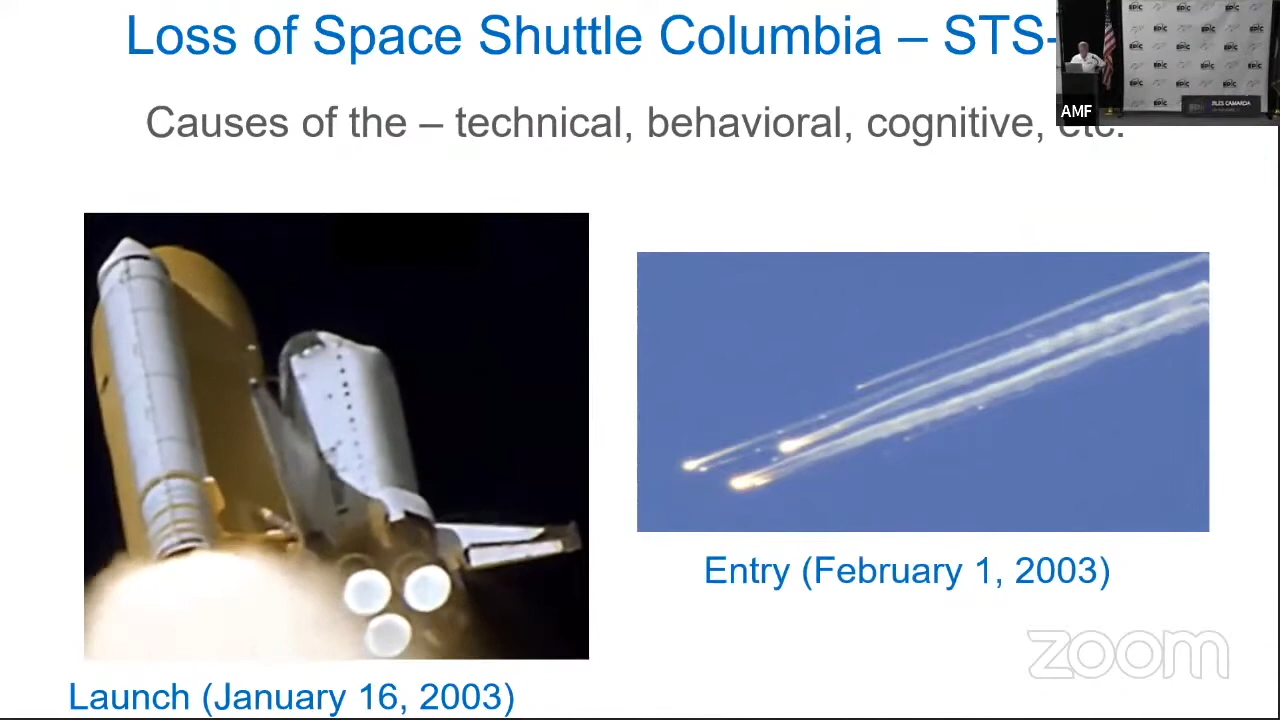 Loss of Space Shuttle Columbia – STS-
Causes of the – technical, behavioral, cognitive, etc.
AMF
EPIC
Entry (February 1, 2003)
Launch (January 16, 2003)
zoom